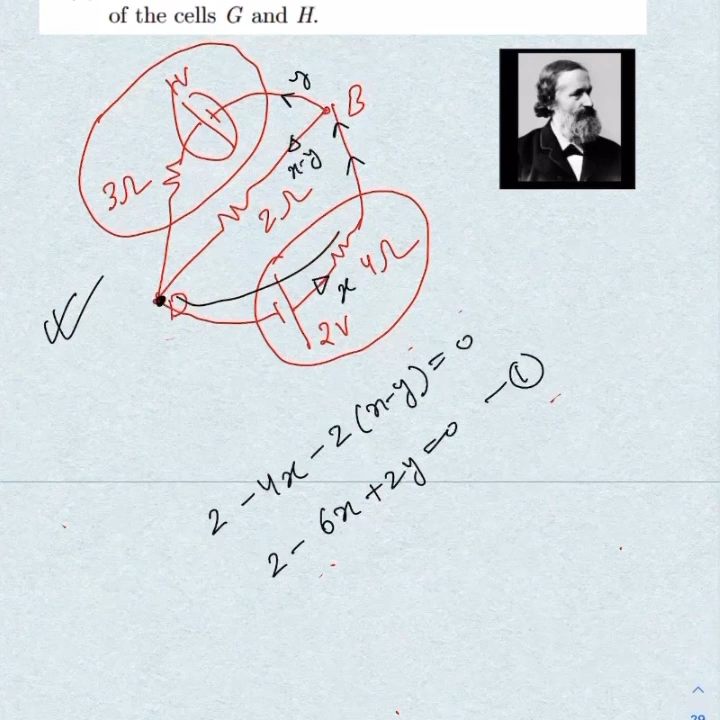 of the cells G and H.
y
B
x-y
3Ω
2Ω
4Ω
x
D
2V
2 - 4x - 2(x-y) = 0
2 - 6x + 2y = 0 - ①